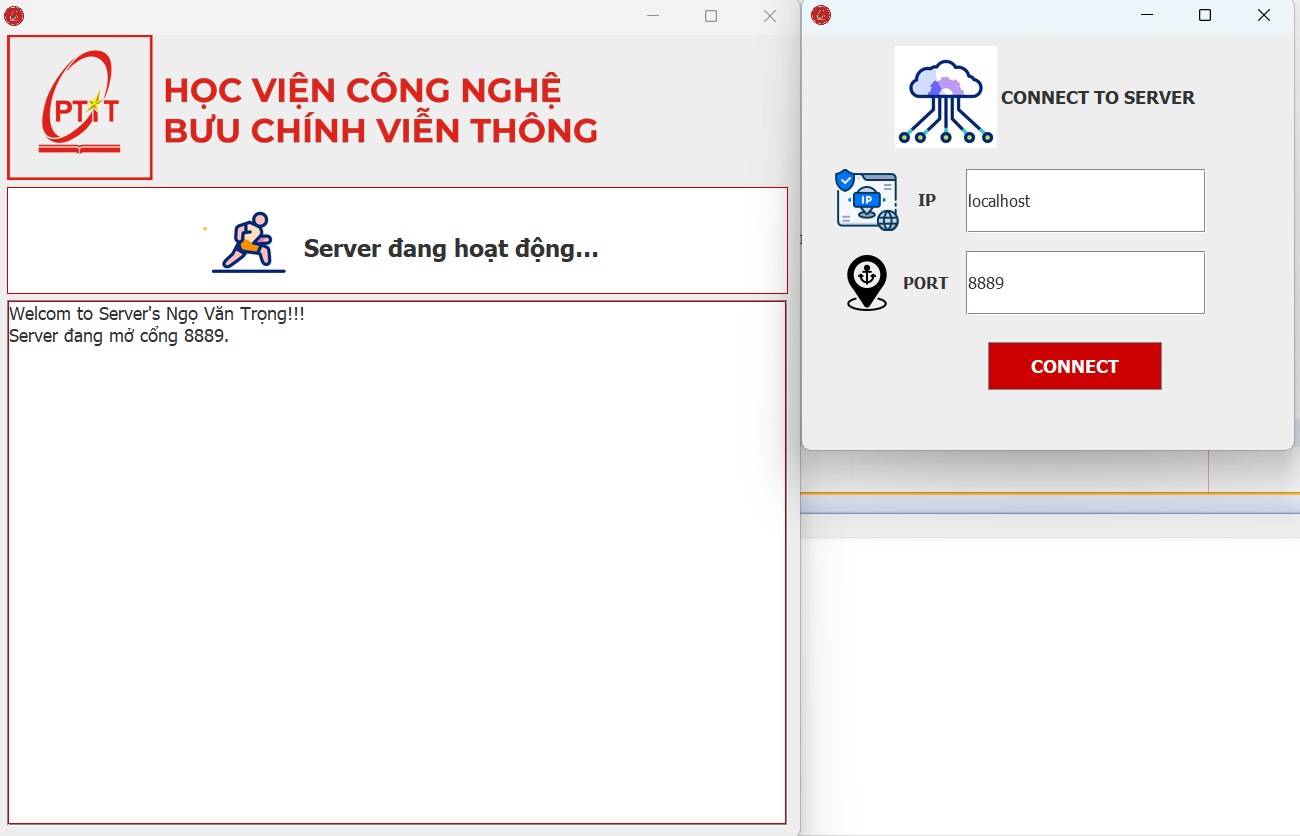 PTIT
HỌC VIỆN CÔNG NGHỆ
BƯU CHÍNH VIỄN THÔNG
Server đang hoạt động...
Welcom to Server's Ngọ Văn Trọng!!!
Server đang mở cổng 8889.
CONNECT TO SERVER
IP
IP
localhost
PORT
8889
CONNECT